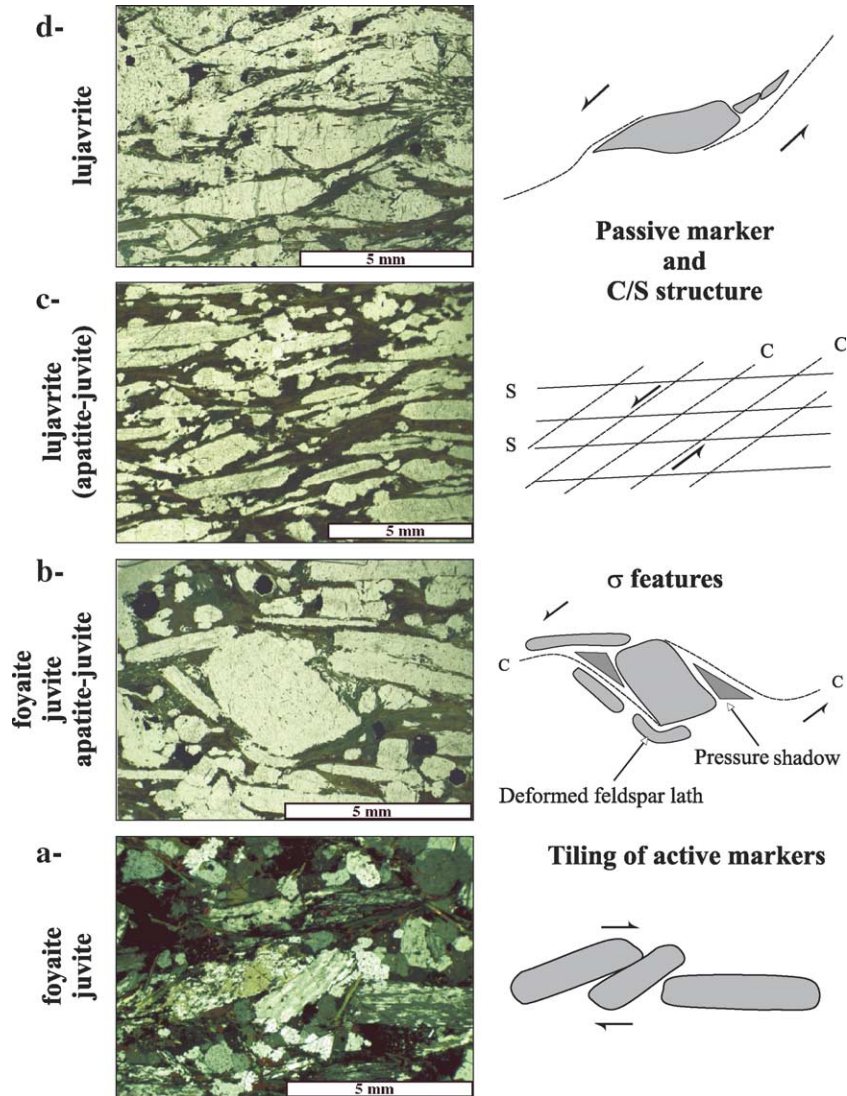 d-
lujavrite
5 mm
Passive marker
and
C/S structure
c-
lujavrite
(apatite-juvite)
5 mm
C
C
S
S
b-
foyaite
juvite
apatite-juvite
5 mm
σ features
C
C
Pressure shadow
Deformed feldspar lath
a-
foyaite
juvite
5 mm
Tiling of active markers